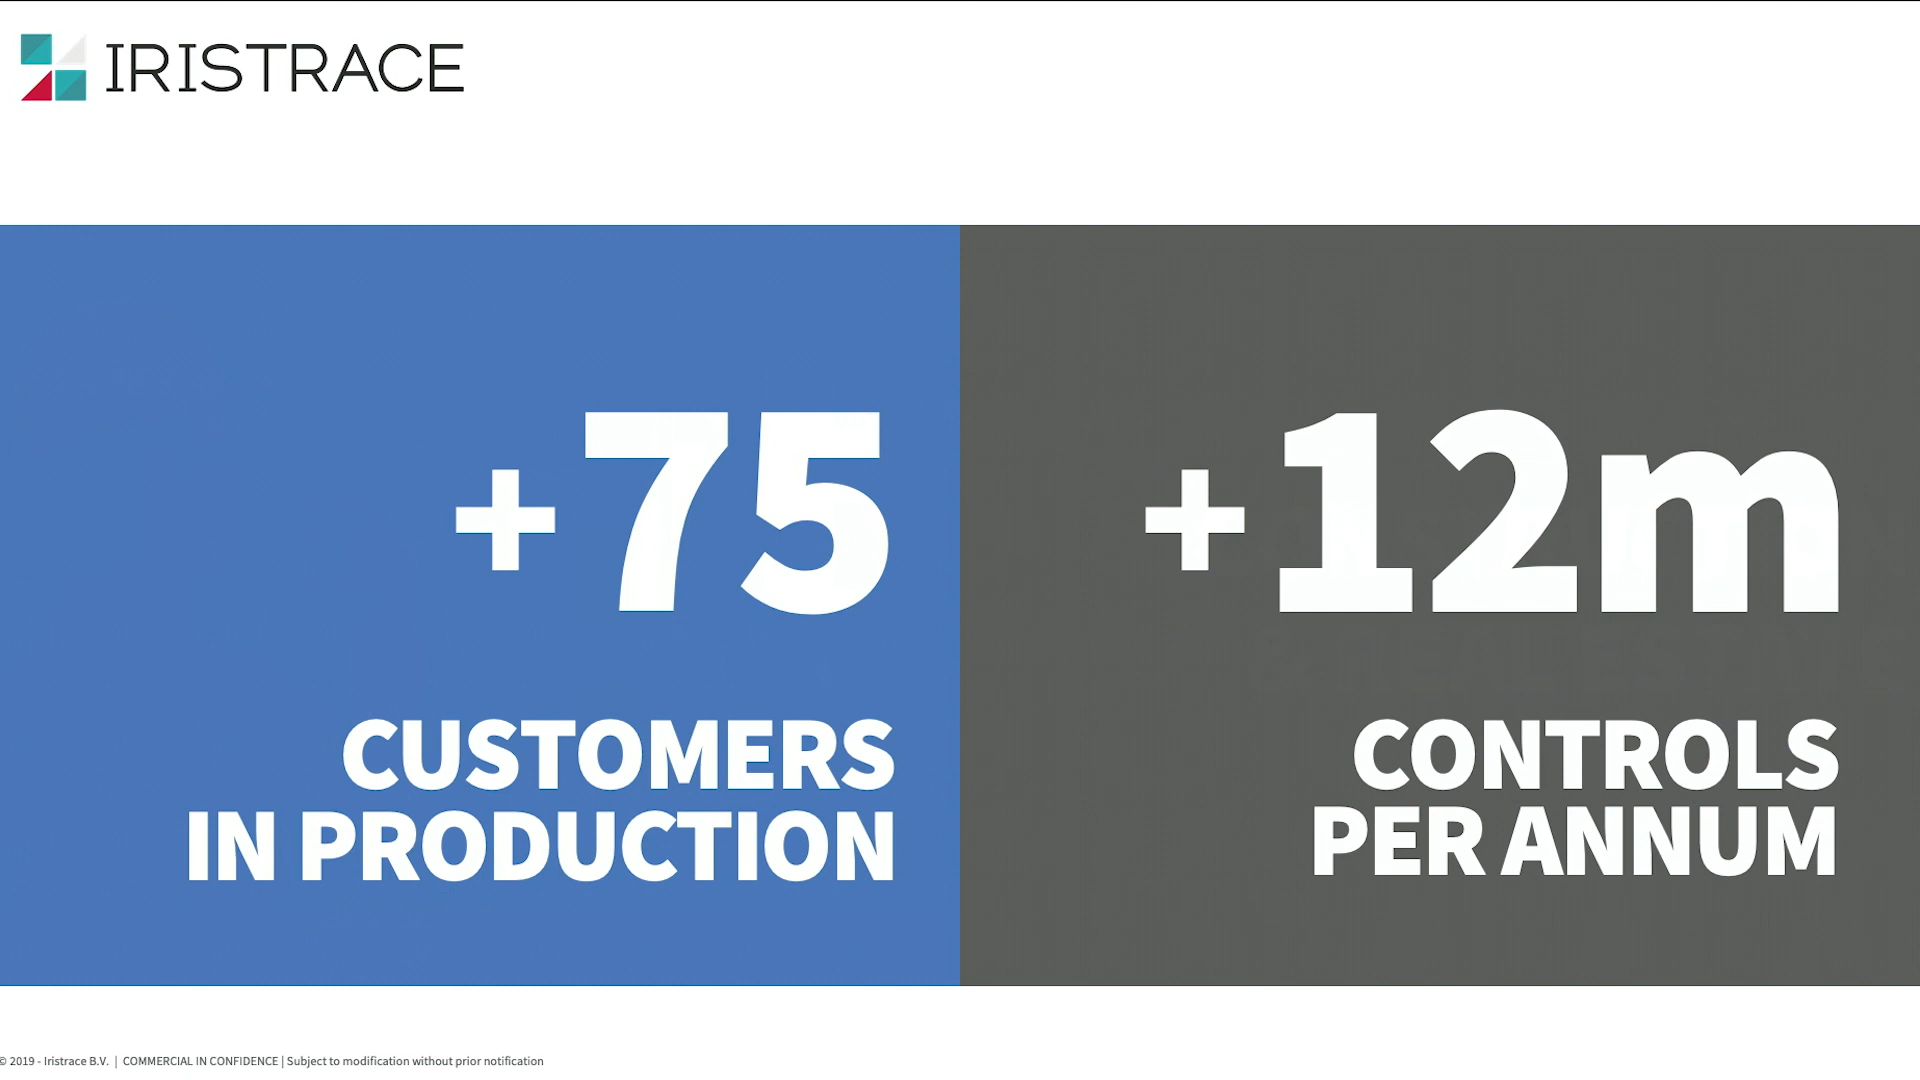 IRISTRACE
+75
CUSTOMERS
IN PRODUCTION
+12m
CONTROLS
PER ANNUM
© 2019 - Iristrace B.V. | COMMERCIAL IN CONFIDENCE | Subject to modification without prior notification